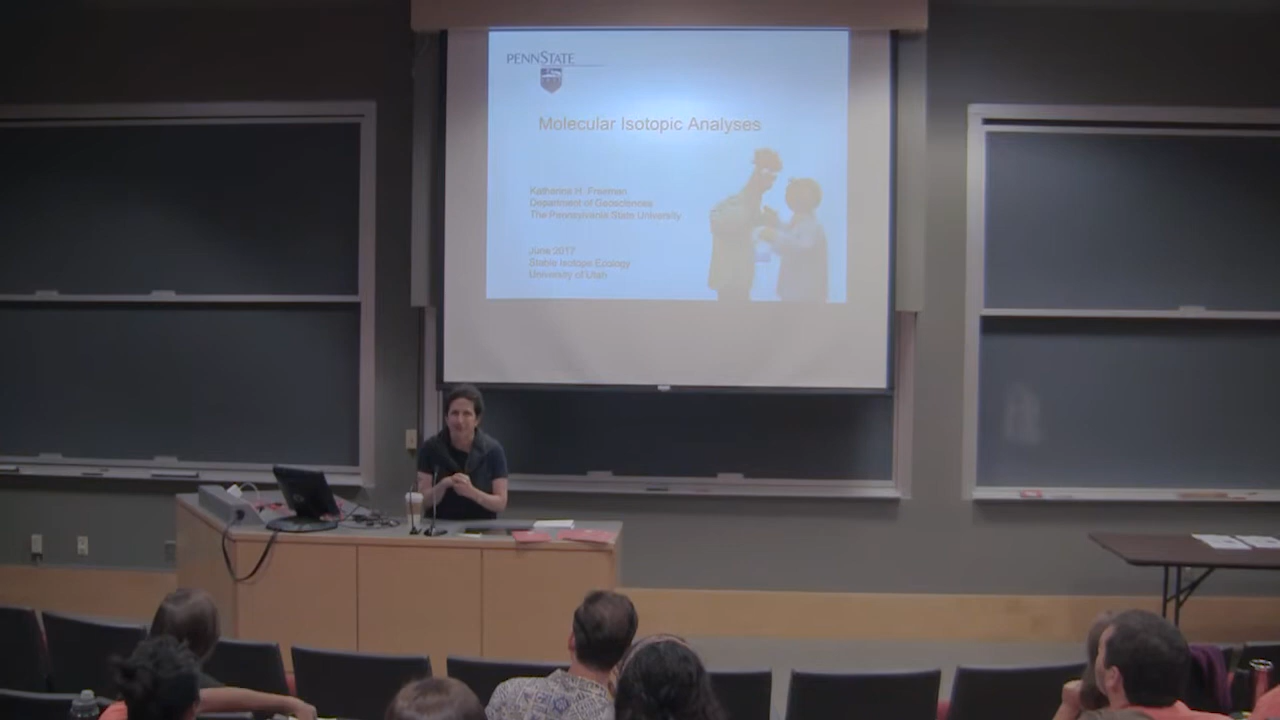 PENNSTATE
Molecular Isotopic Analyses
Katherine H. Freeman
Department of Geosciences
The Pennsylvania State University
June 2017
Stable Isotope Ecology
University of Utah